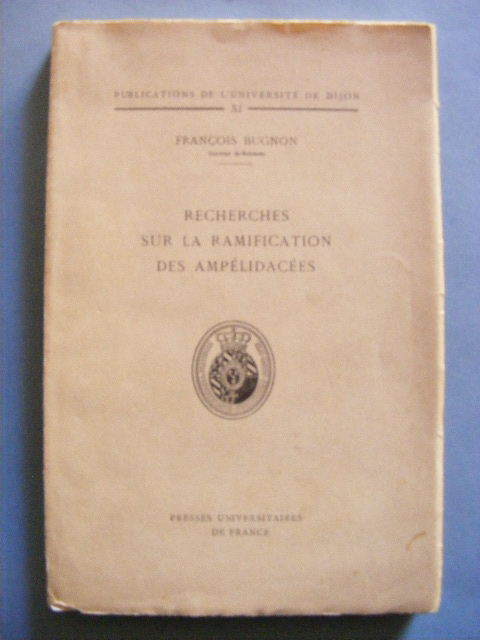 PUBLICATIONS DE L'UNIVERSITÉ DE DIJON
XI
FRANÇOIS BUGNON
RECHERCHES
SUR LA RAMIFICATION
DES AMPÉLIDACÉES
PRESSES UNIVERSITAIRES
DE FRANCE